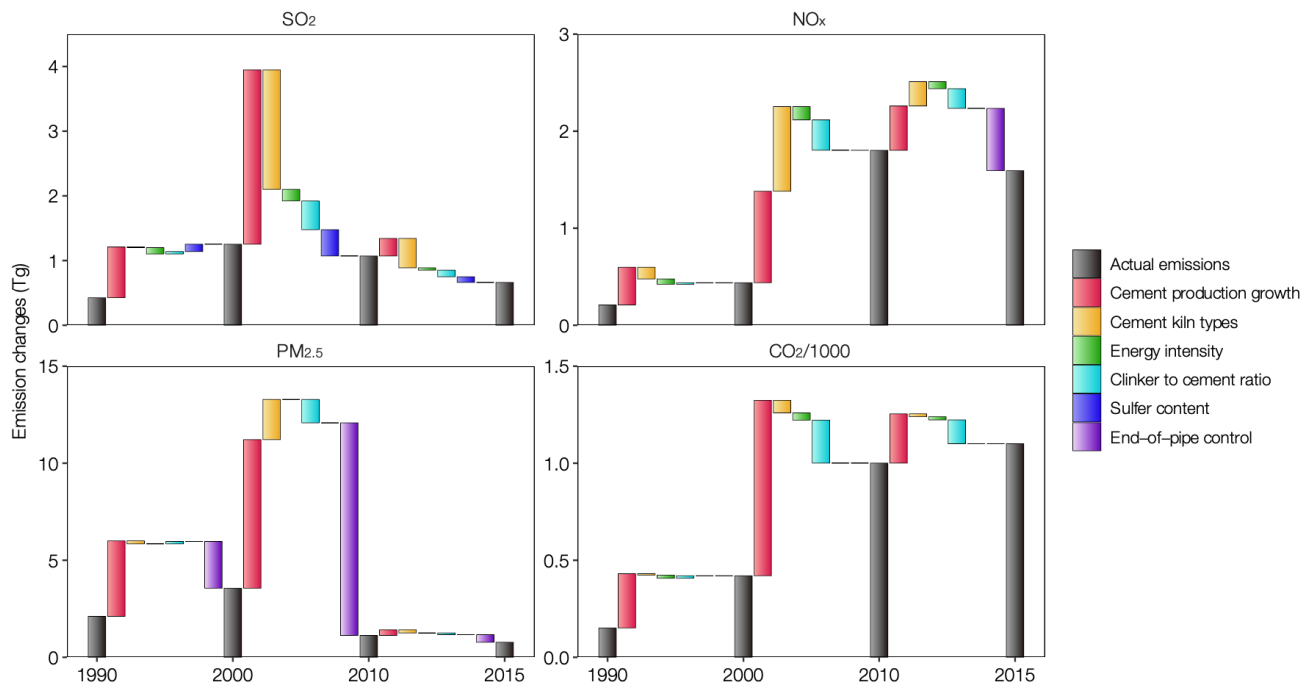 SO2
NOx
4
3
2
1
0
3
2
1
0
Emission changes (Tg)
PM2.5
CO2/1000
15
10
5
0
1.5
1.0
0.5
0.0
1990 2000 2010 2015
1990 2000 2010 2015
Actual emissions
Cement production growth
Cement kiln types
Energy intensity
Clinker to cement ratio
Sulfer content
End–of–pipe control